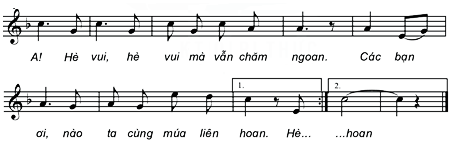 A! Hè vui, hè vui mà vẫn chăm ngoan. Các bạn
1. 2.
ơi, nào ta cùng múa liên hoan. Hè... ...hoan